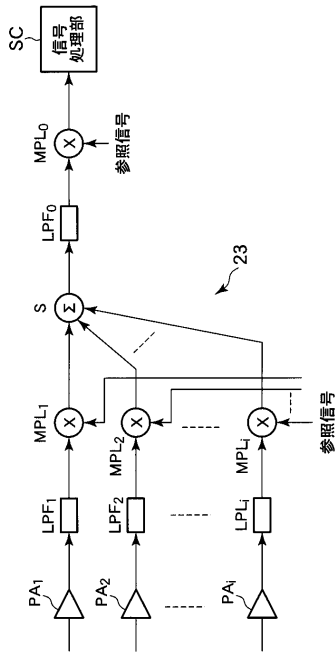 SC
信号
処理部
MPL0
X
参照信号
LPF0
S
Σ
23
MPL1
X
MPL2
X
MPLi
X
参照信号
LPF1
LPF2
LPLi
PA1
PA2
PAi